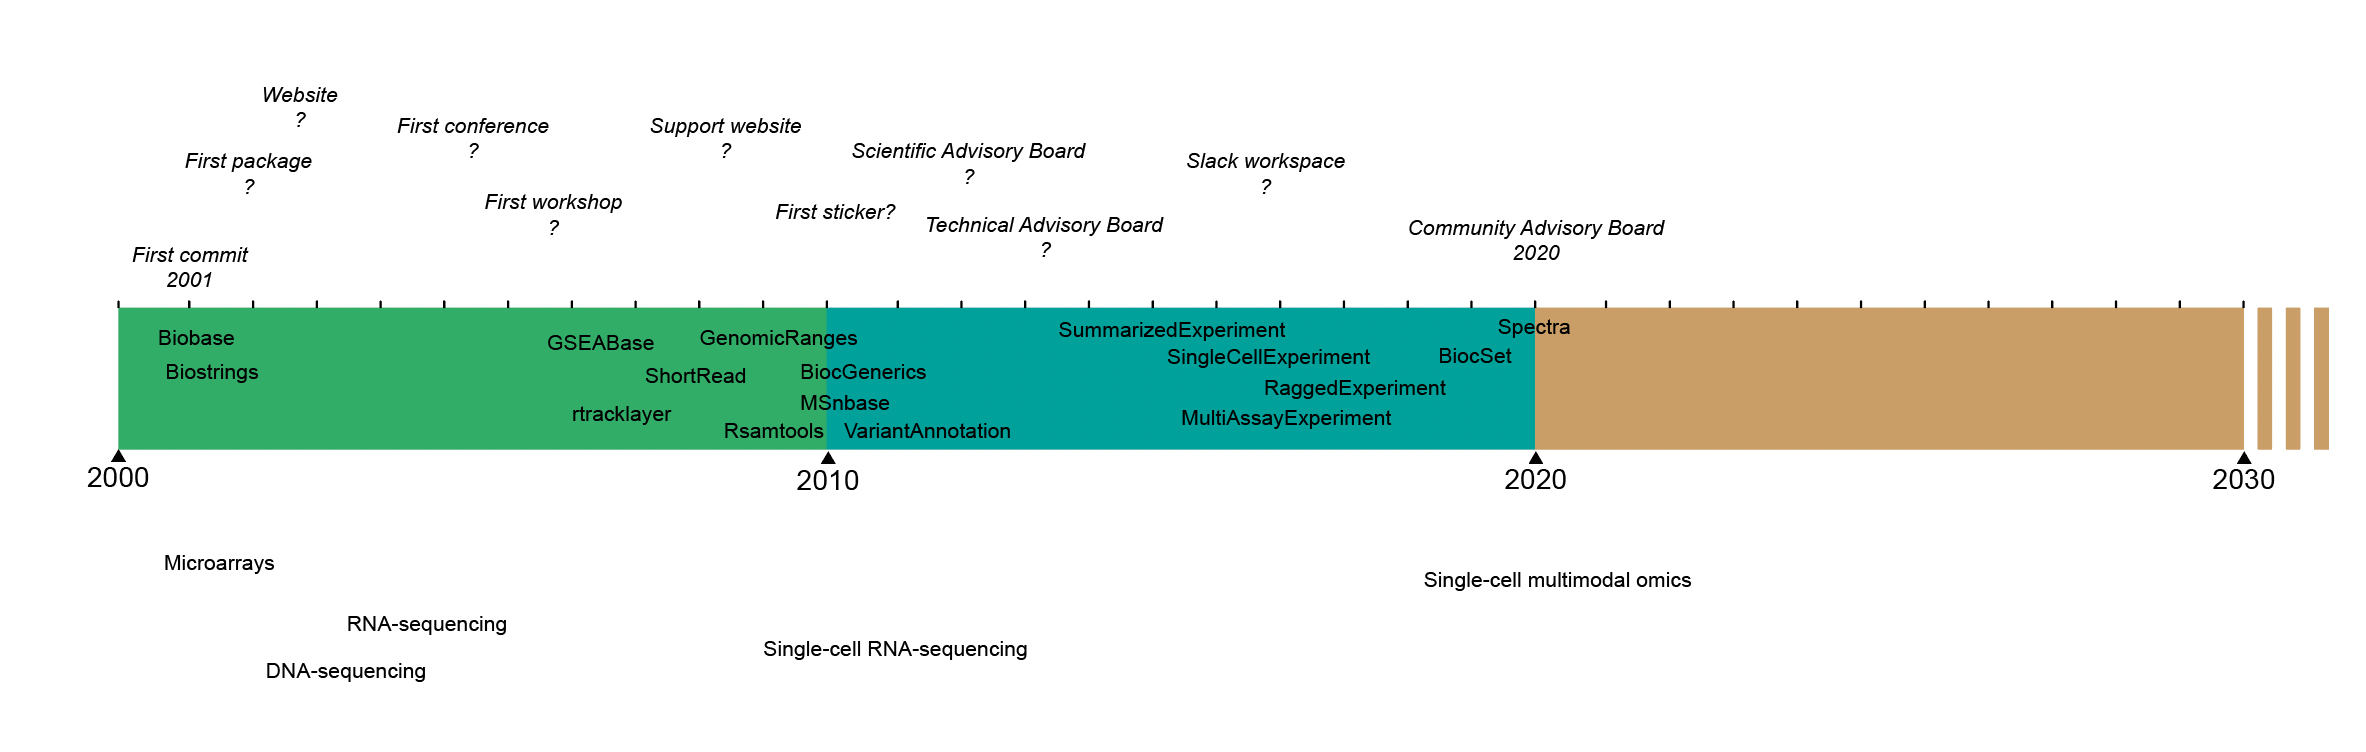 Website
?
First conference
?
Support website
?
Scientific Advisory Board
?
First package
?
Slack workspace
?
First workshop
?
First sticker?
Technical Advisory Board
?
Community Advisory Board
2020
First commit
2001
Biobase
Biostrings
GSEABase
ShortRead
rtracklayer
GenomicRanges
BiocGenerics
MSnbase
Rsamtools
VariantAnnotation
SummarizedExperiment
SingleCellExperiment
RaggedExperiment
MultiAssayExperiment
Spectra
BiocSet
2000
2010
2020
2030
Microarrays
RNA-sequencing
DNA-sequencing
Single-cell RNA-sequencing
Single-cell multimodal omics